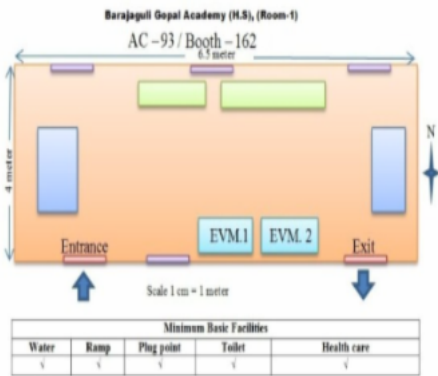 Barajaguli Gopal Academy (H.S), (Room-1)
AC -93 / Booth -162
6.5 meter
4 meter
N
EVM.1 EVM. 2
Entrance Exit
Scale 1 cm = 1 meter
Minimum Basic Facilities
Water Ramp Plug point Toilet Health care
√ √ √ √ √